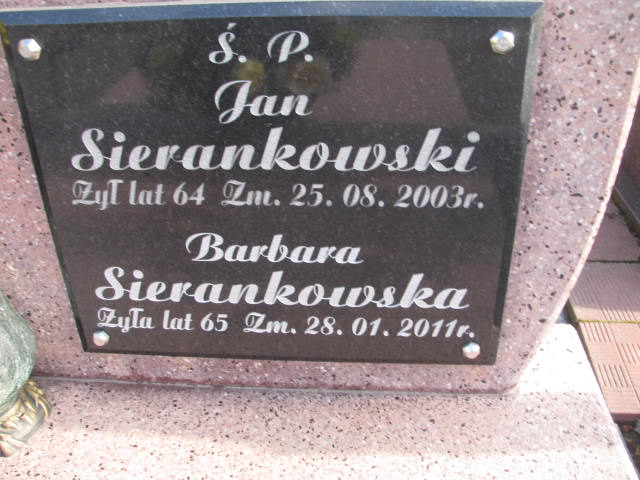 Ś. P.
Jan
Sierankowski
Żył lat 64 Zm. 25. 08. 2003r.
Barbara
Sierankowska
Żyła lat 65 Zm. 28. 01. 2011r.